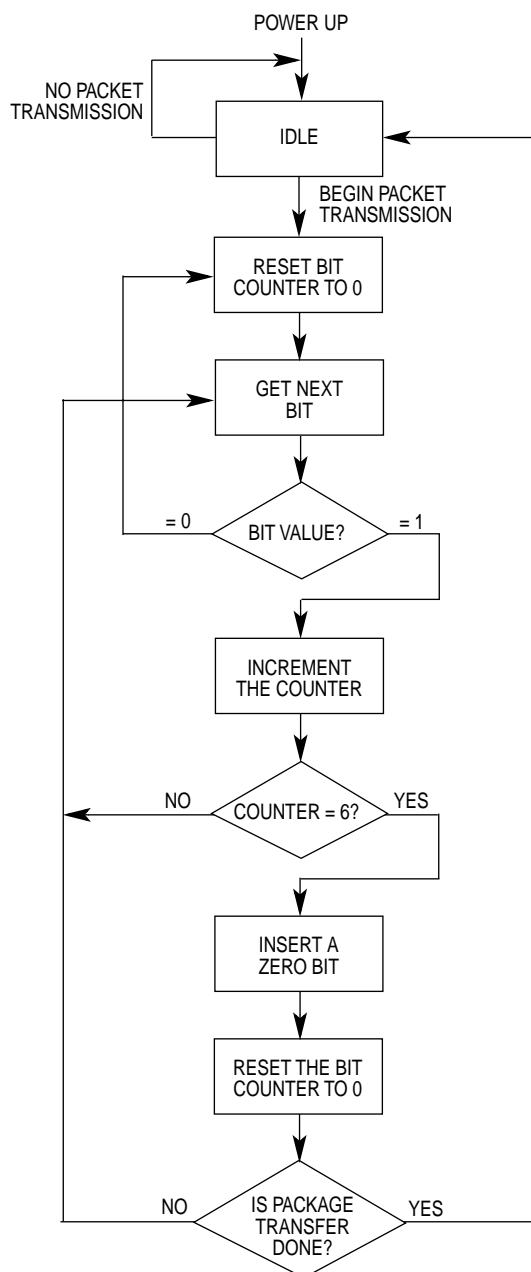 POWER UP
NO PACKET
TRANSMISSION
IDLE
BEGIN PACKET
TRANSMISSION
RESET BIT
COUNTER TO 0
GET NEXT
BIT
= 0
BIT VALUE?
= 1
INCREMENT
THE COUNTER
NO
COUNTER = 6?
YES
INSERT A
ZERO BIT
RESET THE BIT
COUNTER TO 0
NO
IS PACKAGE
TRANSFER
DONE?
YES